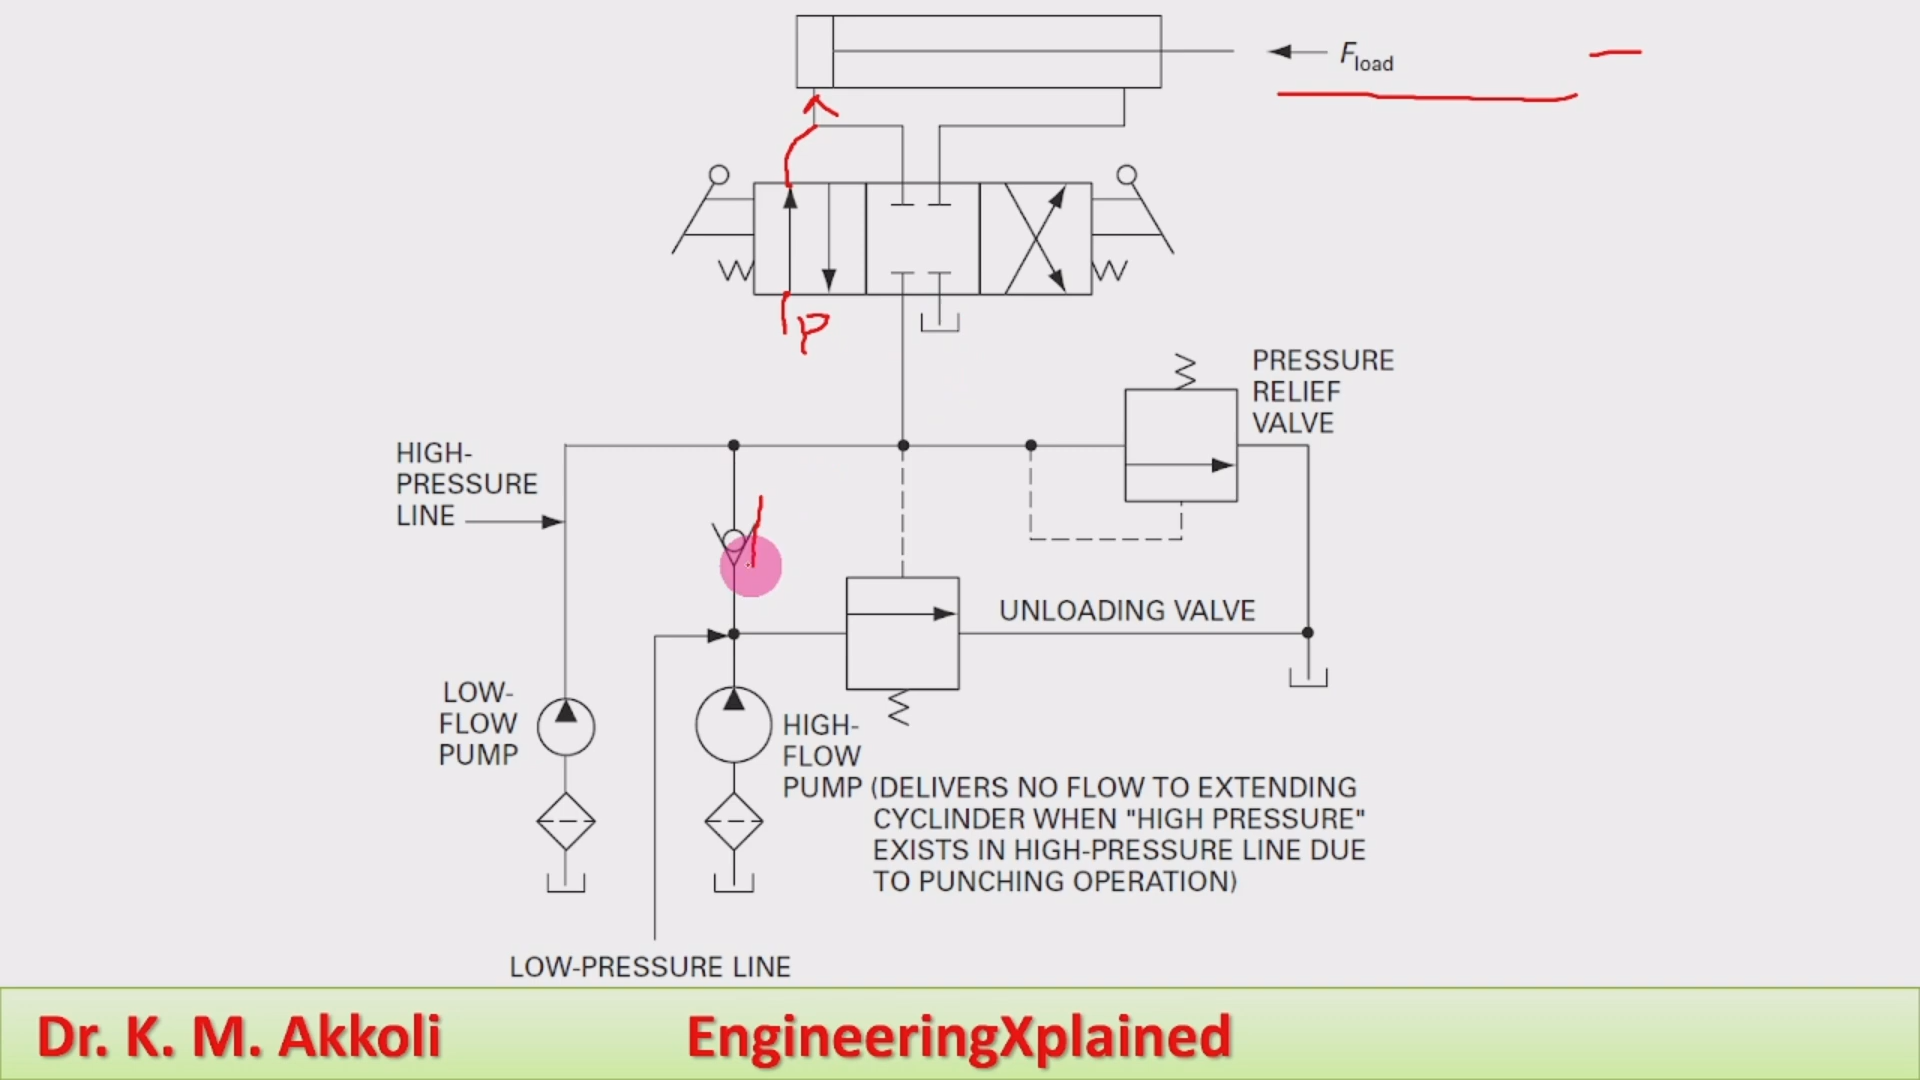 F load
P
PRESSURE
RELIEF
VALVE
HIGH-
PRESSURE
LINE
UNLOADING VALVE
LOW-
FLOW
PUMP
HIGH-
FLOW
PUMP (DELIVERS NO FLOW TO EXTENDING
CYCLINDER WHEN "HIGH PRESSURE"
EXISTS IN HIGH-PRESSURE LINE DUE
TO PUNCHING OPERATION)
LOW-PRESSURE LINE
Dr. K. M. Akkoli EngineeringXplained